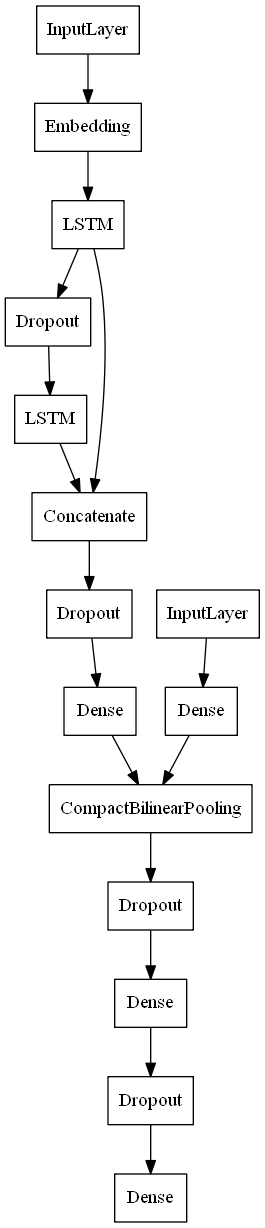 InputLayer
Embedding
LSTM
Dropout
LSTM
Concatenate
Dropout
InputLayer
Dense
Dense
CompactBilinearPooling
Dropout
Dense
Dropout
Dense